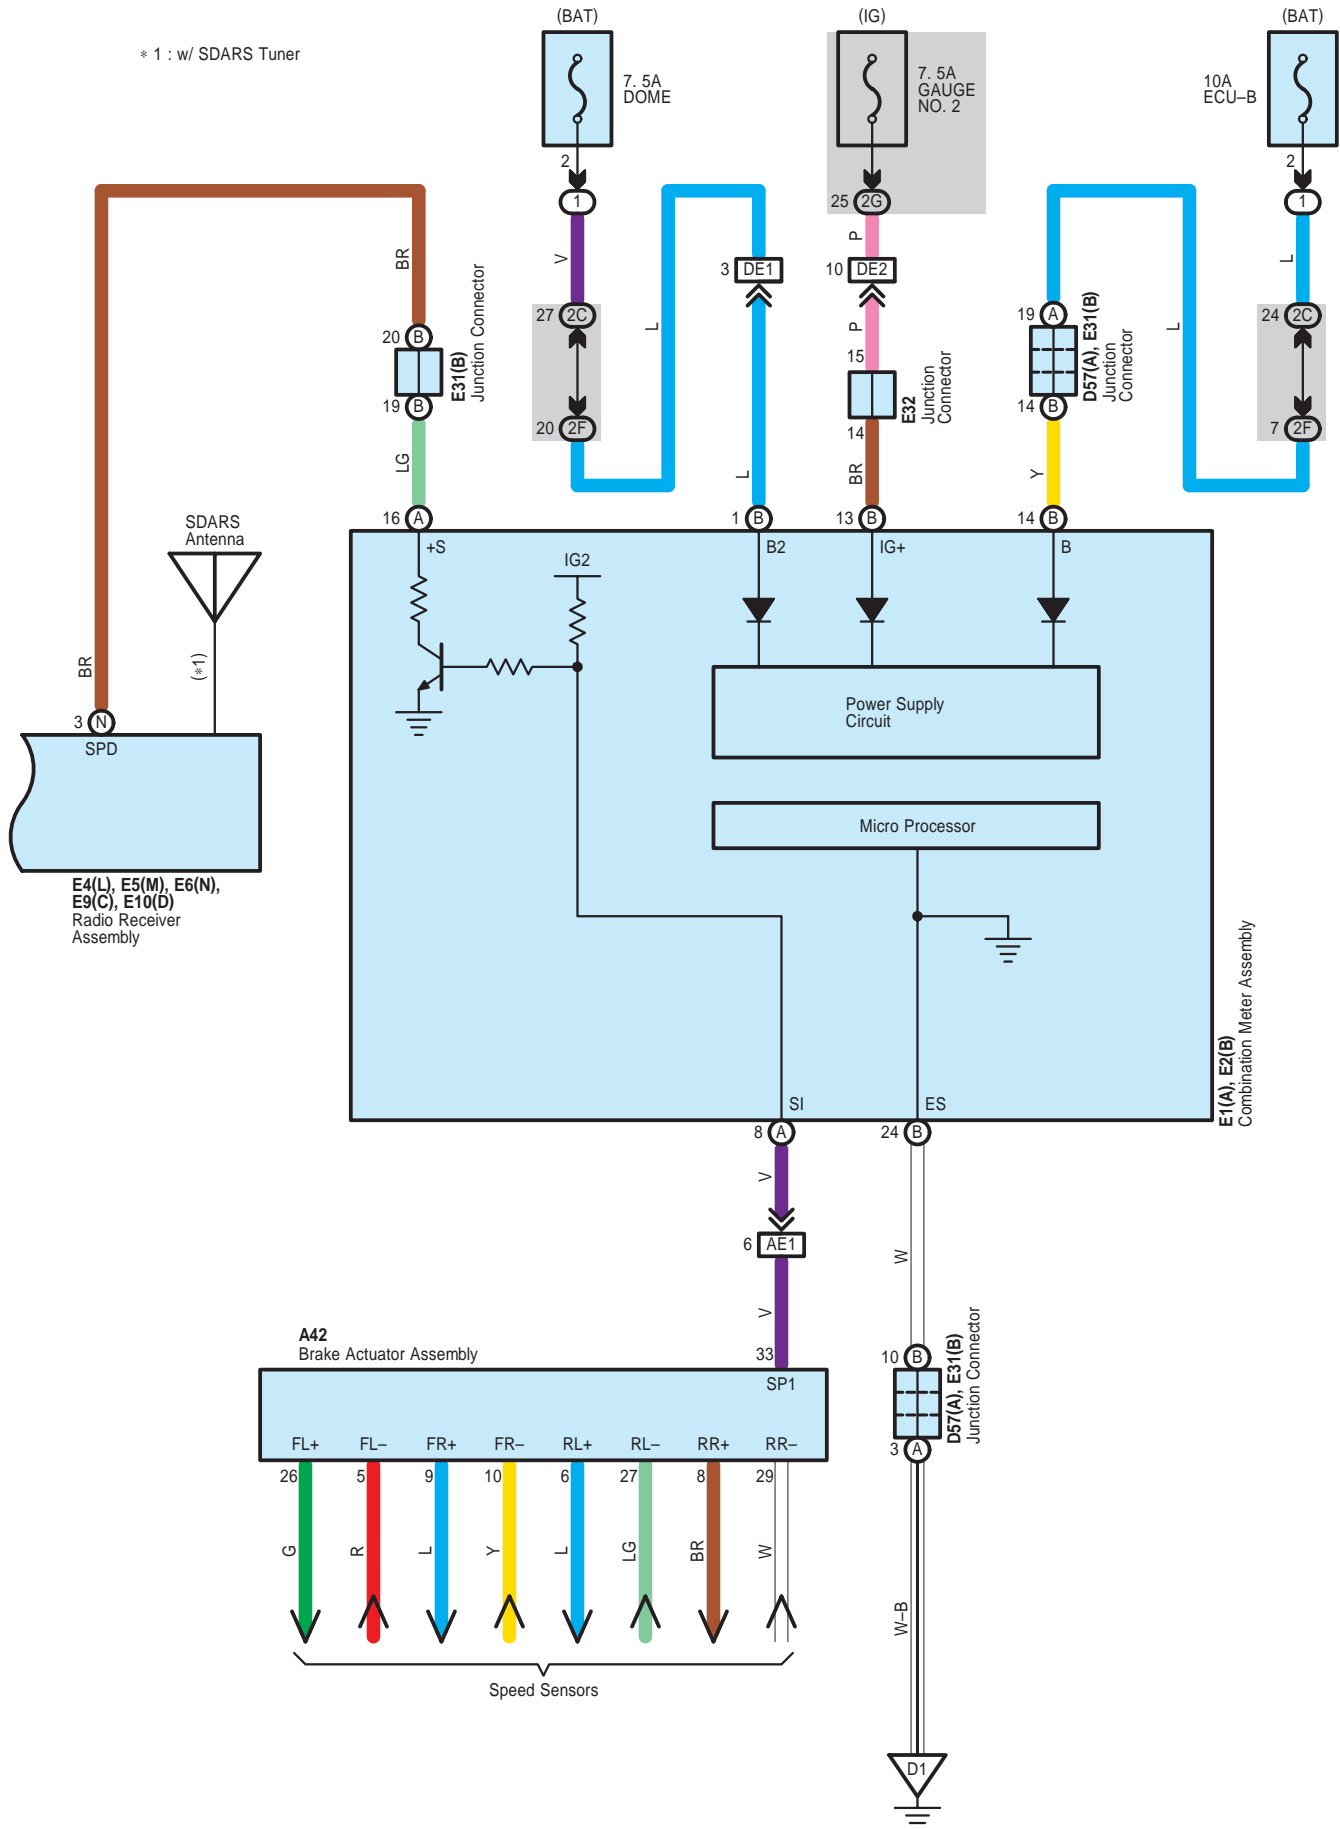 (BAT)
(IG)
(BAT)
* 1 : w/ SDARS Tuner
7. 5A
DOME
7. 5A
GAUGE
NO. 2
10A
ECU–B
2
2
1
25
2G
1
BR
V
P
L
3
DE1
10
DE2
27
2C
19
A
24
2C
L
P
L
20
B
15
E31(B)
Junction Connector
E32
Junction
Connector
D57(A), E31(B)
Junction
Connector
19
B
14
B
20
2F
14
7
2F
LG
L
BR
Y
16
A
1
B
13
B
14
B
SDARS
Antenna
+S
IG2
B2
IG+
B
BR
(*1)
3
N
SPD
Power Supply
Circuit
Micro Processor
E4(L), E5(M), E6(N),
E9(C), E10(D)
Radio Receiver
Assembly
E1(A), E2(B)
Combination Meter Assembly
SI
ES
8
A
24
B
V
6
AE1
W
V
A42
Brake Actuator Assembly
33
SP1
10
B
D57(A), E31(B)
Junction Connector
3
A
FL+
FL–
FR+
FR–
RL+
RL–
RR+
RR–
26
5
9
10
6
27
8
29
G
R
L
Y
L
LG
BR
W
W–B
Speed Sensors
D1